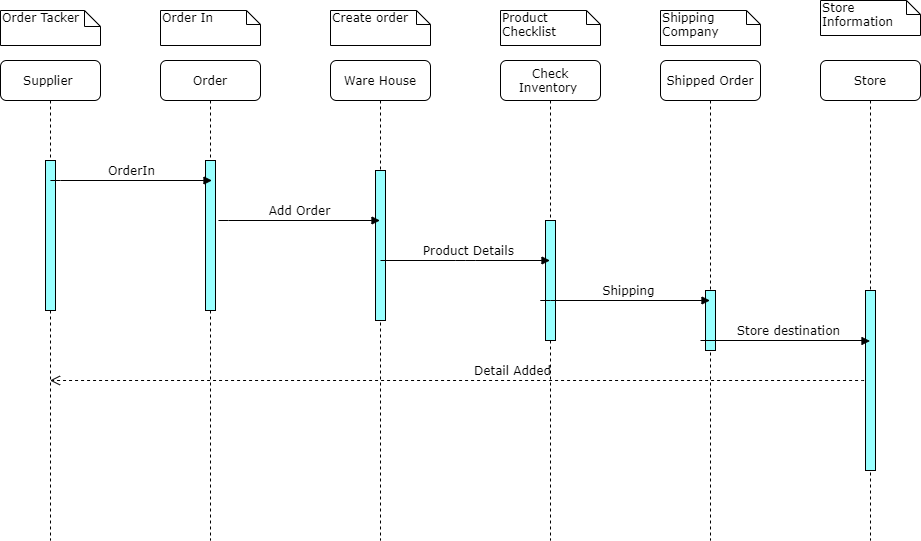 Order Tacker
Order In
Create order
Product
Checklist
Shipping
Company
Store
Information
Supplier
Order
Ware House
Check
Inventory
Shipped Order
Store
OrderIn
Add Order
Product Details
Shipping
Store destination
Detail Added